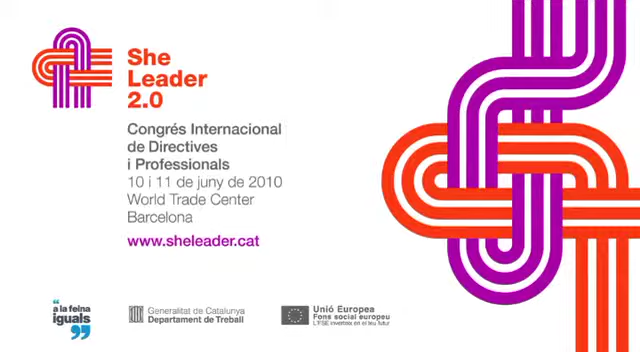 She
Leader
2.0
Congrés Internacional
de Directives
i Professionals
10 i 11 de juny de 2010
World Trade Center
Barcelona
www.sheleader.cat
“
a la feina
iguals
”
Generalitat de Catalunya
Departament de Treball
Unió Europea
Fons social europeu
L'FSE inverteix en el teu futur